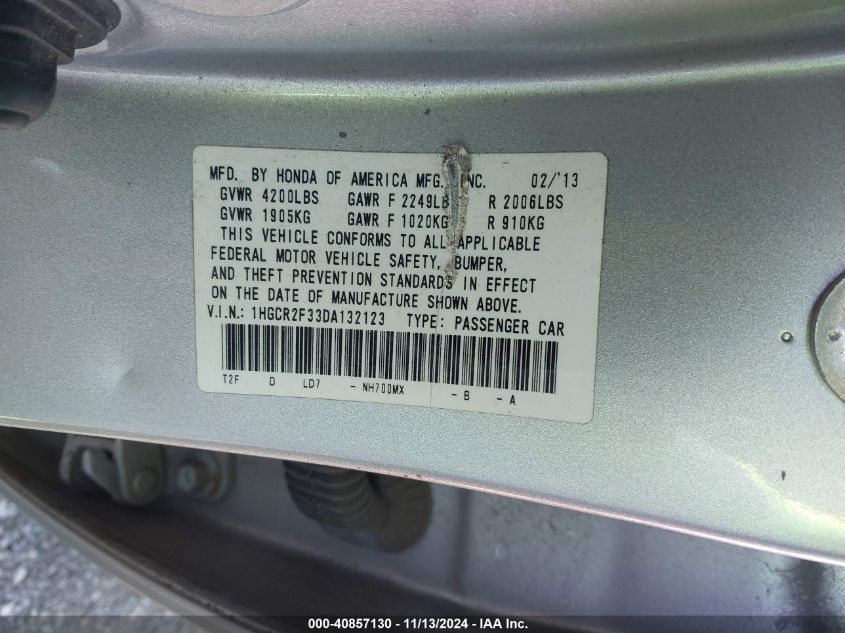 MFD. BY HONDA OF AMERICA MFG. INC. 02/'13
GVWR 4200LBS GAWR F 2249LB R 2006LBS
GVWR 1905KG GAWR F 1020KG R 910KG
THIS VEHICLE CONFORMS TO ALL APPLICABLE
FEDERAL MOTOR VEHICLE SAFETY, BUMPER,
AND THEFT PREVENTION STANDARDS IN EFFECT
ON THE DATE OF MANUFACTURE SHOWN ABOVE.
V.I.N.: 1HGCR2F33DA132123 TYPE: PASSENGER CAR
T2F D LD7 - NH700MX - B - A
000-40857130 - 11/13/2024 - IAA Inc.